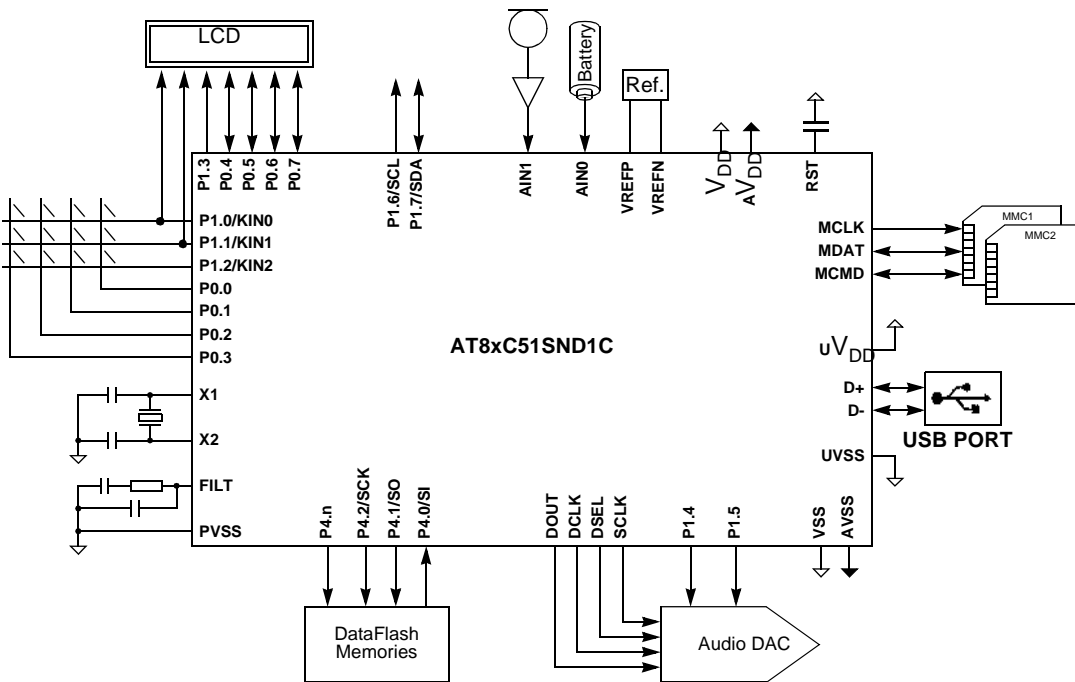 LCD
Battery
Ref.
P1.3
P0.4
P0.5
P0.6
P0.7
P1.6/SCL
P1.7/SDA
AIN1
AIN0
VREFP
VREFN
VDD
AVDD
RST
P1.0/KIN0
P1.1/KIN1
P1.2/KIN2
P0.0
P0.1
P0.2
P0.3
X1
X2
FILT
PVSS
AT8xC51SND1C
MCLK
MDAT
MCMD
MMC1
MMC2
UVDD
D+
D-
USB PORT
UVSS
P4.n
P4.2/SCK
P4.1/SO
P4.0/SI
DOUT
DCLK
DSEL
SCLK
P1.4
P1.5
VSS
AVSS
DataFlash
Memories
Audio DAC